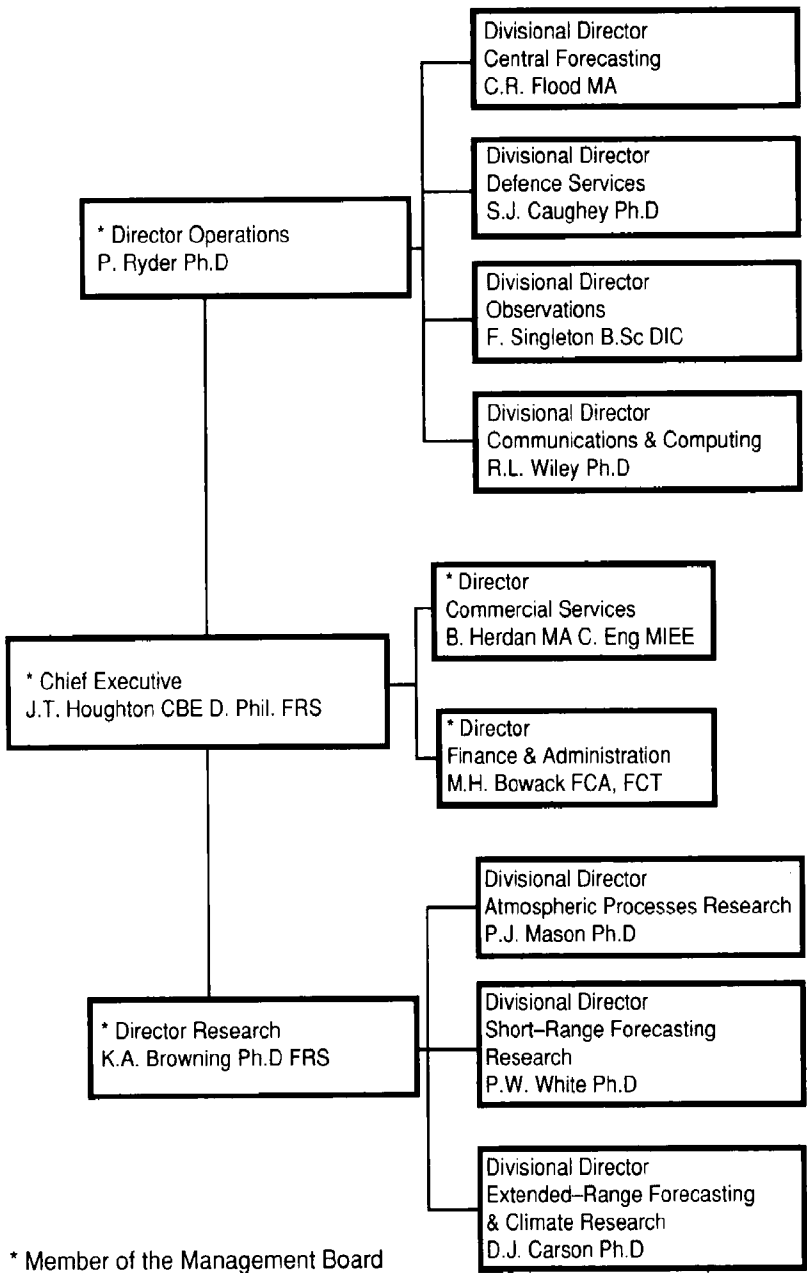 Divisional Director
Central Forecasting
C.R. Flood MA
Divisional Director
Defence Services
S.J. Caughey Ph.D
* Director Operations
P. Ryder Ph.D
Divisional Director
Observations
F. Singleton B.Sc DIC
Divisional Director
Communications & Computing
R.L. Wiley Ph.D
* Director
Commercial Services
B. Herdan MA C. Eng MIEE
* Chief Executive
J.T. Houghton CBE D. Phil. FRS
* Director
Finance & Administration
M.H. Bowack FCA, FCT
Divisional Director
Atmospheric Processes Research
P.J. Mason Ph.D
* Director Research
K.A. Browning Ph.D FRS
Divisional Director
Short–Range Forecasting
Research
P.W. White Ph.D
Divisional Director
Extended–Range Forecasting
& Climate Research
D.J. Carson Ph.D
* Member of the Management Board